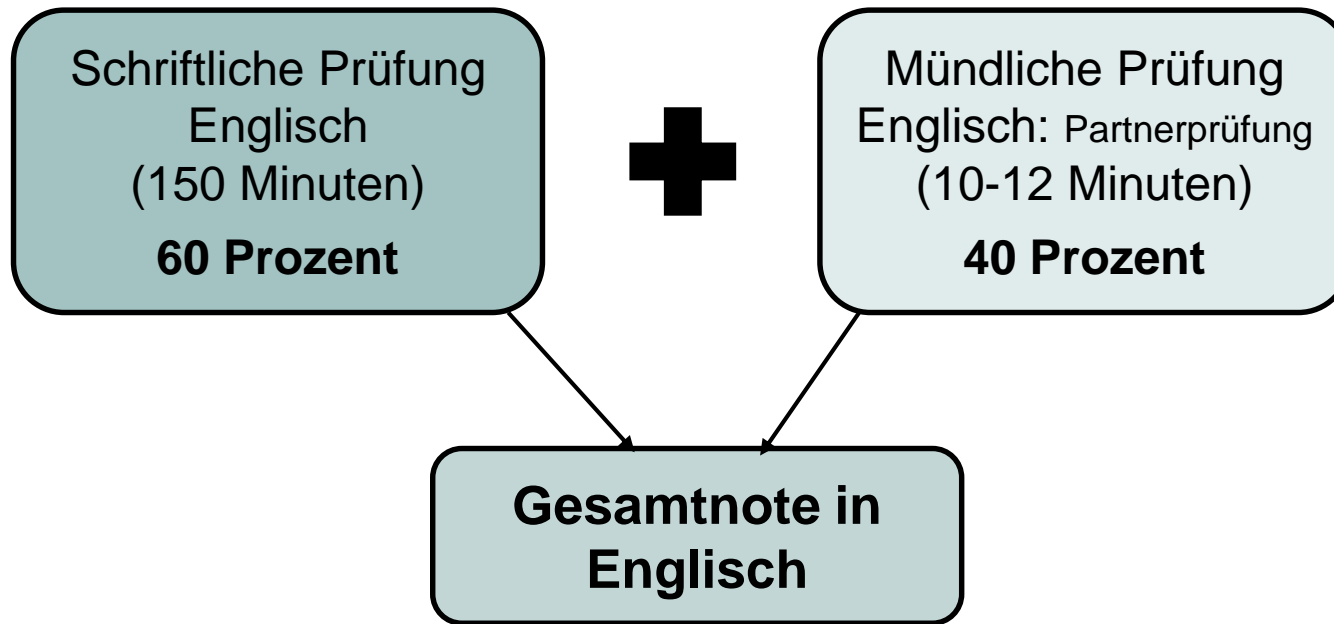 Schriftliche Prüfung
Englisch
(150 Minuten)
60 Prozent
Mündliche Prüfung
Englisch: Partnerprüfung
(10-12 Minuten)
40 Prozent
Gesamtnote in
Englisch